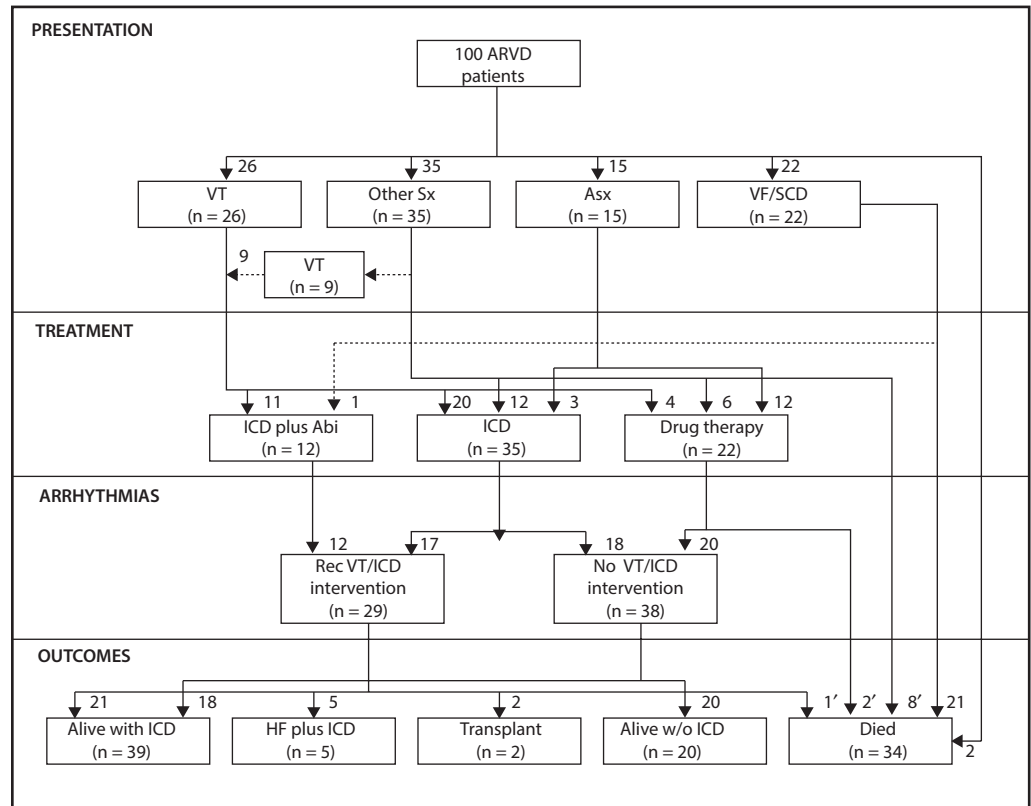 PRESENTATION
100 ARVD
patients
26
35
15
22
VT
(n = 26)
Other Sx
(n = 35)
Asx
(n = 15)
VF/SCD
(n = 22)
9
VT
(n = 9)
TREATMENT
11
1
20
12
3
4
6
12
ICD plus Abi
(n = 12)
ICD
(n = 35)
Drug therapy
(n = 22)
ARRHYTHMIAS
12
17
18
20
Rec VT/ICD
intervention
(n = 29)
No VT/ICD
intervention
(n = 38)
OUTCOMES
21
18
5
2
20
1′
2′
8′
21
Alive with ICD
(n = 39)
HF plus ICD
(n = 5)
Transplant
(n = 2)
Alive w/o ICD
(n = 20)
Died
(n = 34)
2